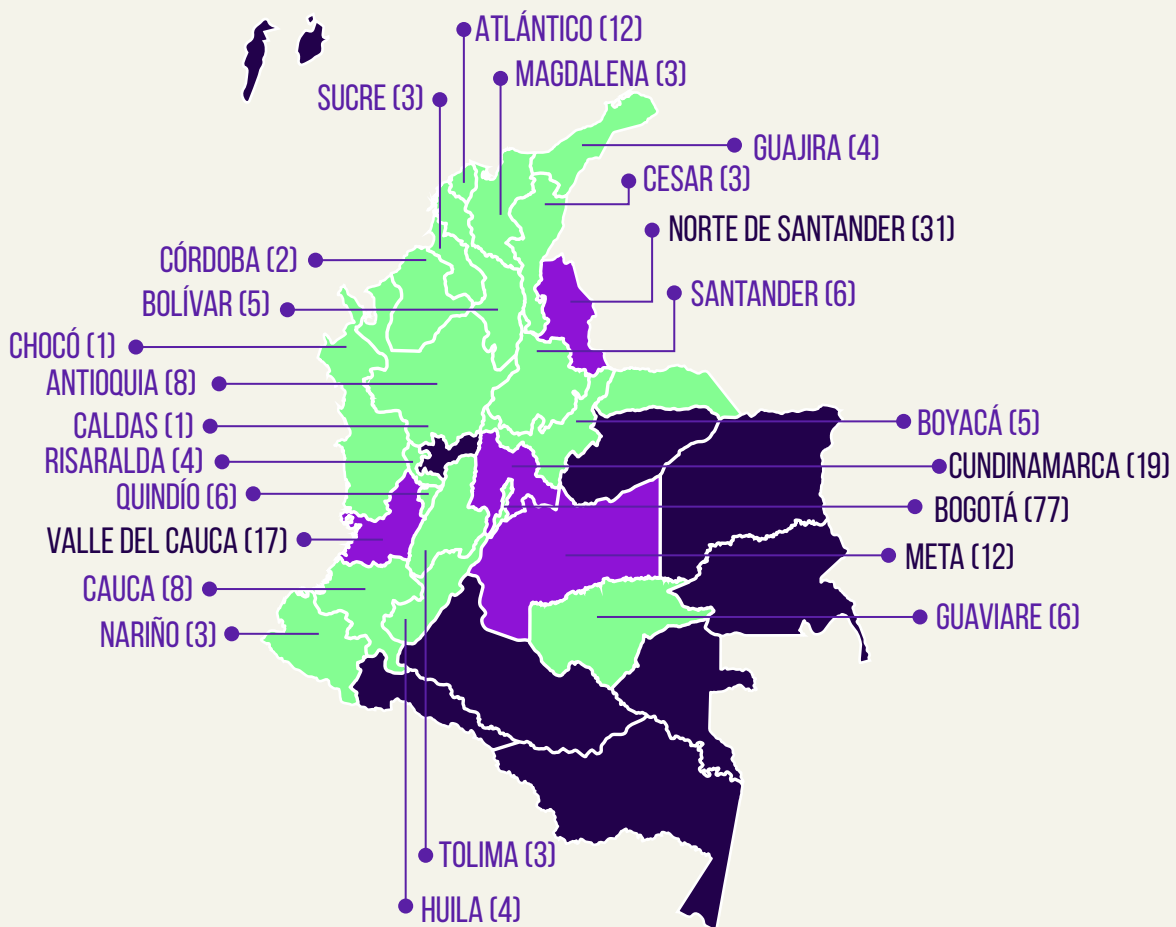 ATLÁNTICO (12)
MAGDALENA (3)
SUCRE (3)
GUAJIRA (4)
CESAR (3)
NORTE DE SANTANDER (31)
CÓRDOBA (2)
SANTANDER (6)
BOLÍVAR (5)
CHOCÓ (1)
ANTIOQUIA (8)
CALDAS (1)
BOYACÁ (5)
RISARALDA (4)
CUNDINAMARCA (19)
QUINDÍO (6)
BOGOTÁ (77)
VALLE DEL CAUCA (17)
META (12)
CAUCA (8)
GUAVIARE (6)
NARIÑO (3)
TOLIMA (3)
HUILA (4)